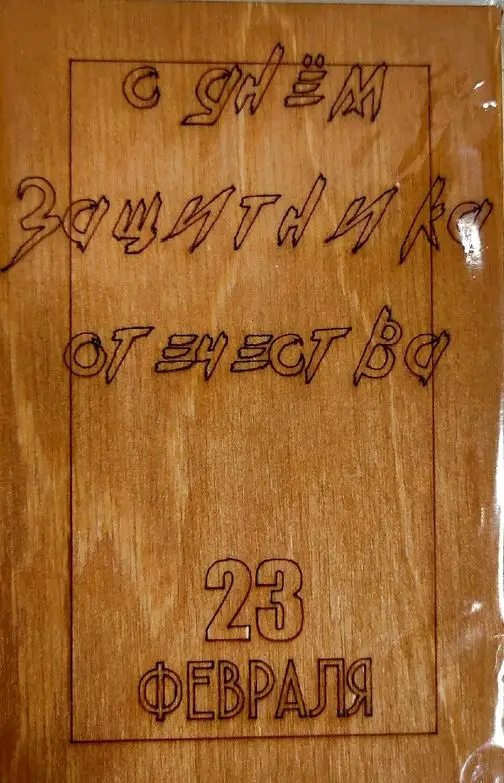 С ДНЁМ
Защитника
отечества
23
ФЕВРАЛЯ